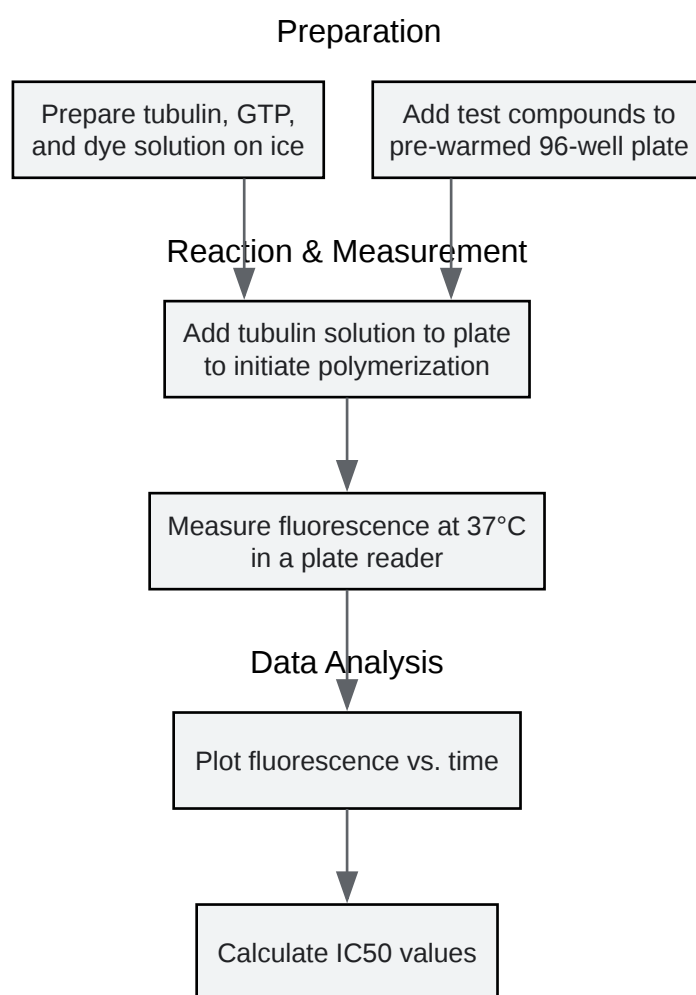 Preparation
Prepare tubulin, GTP,
and dye solution on ice
Add test compounds to
pre-warmed 96-well plate
Reaction & Measurement
Add tubulin solution to plate
to initiate polymerization
Measure fluorescence at 37°C
in a plate reader
Data Analysis
Plot fluorescence vs. time
Calculate IC50 values